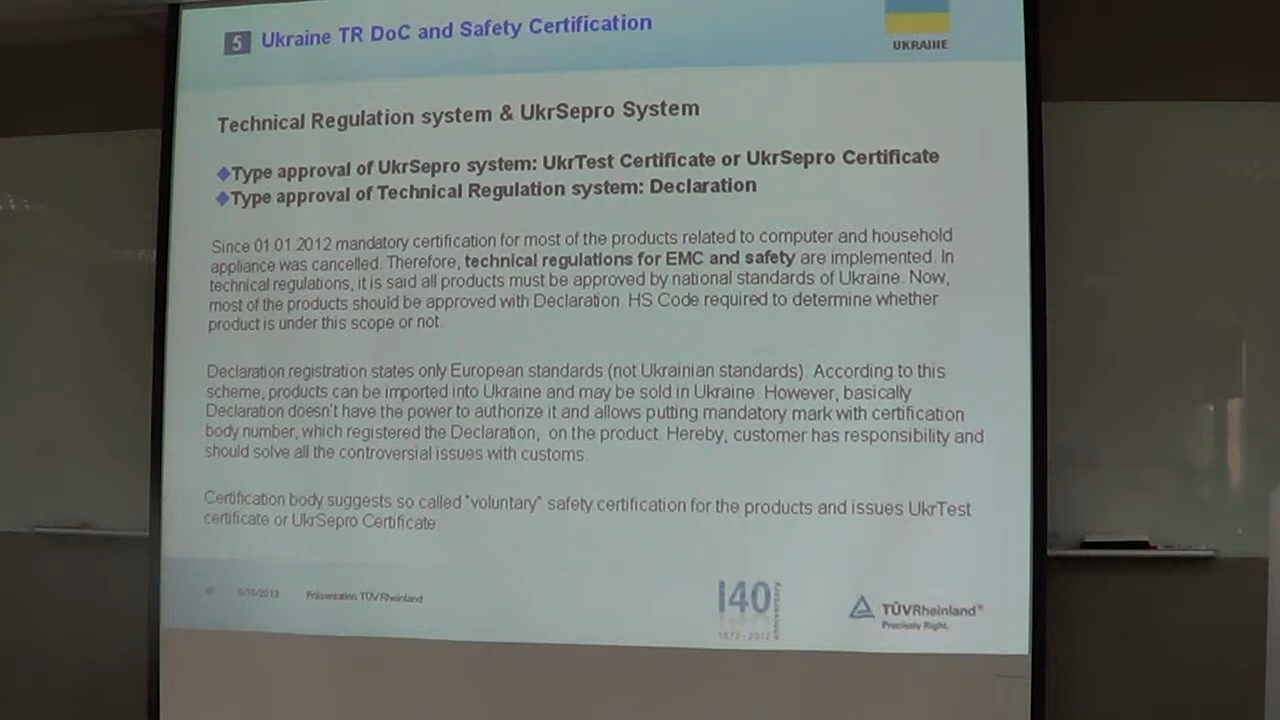 5 Ukraine TR DoC and Safety Certification
UKRAINE
Technical Regulation system & UkrSepro System
◆Type approval of UkrSepro system: UkrTest Certificate or UkrSepro Certificate
◆Type approval of Technical Regulation system: Declaration
Since 01.01.2012 mandatory certification for most of the products related to computer and household
appliance was cancelled. Therefore, technical regulations for EMC and safety are implemented. In
technical regulations, it is said all products must be approved by national standards of Ukraine. Now,
most of the products should be approved with Declaration. HS Code required to determine whether
product is under this scope or not.
Declaration registration states only European standards (not Ukrainian standards). According to this
scheme, products can be imported into Ukraine and may be sold in Ukraine. However, basically
Declaration doesn't have the power to authorize it and allows putting mandatory mark with certification
body number, which registered the Declaration, on the product. Hereby, customer has responsibility and
should solve all the controversial issues with customs.
Certification body suggests so called "voluntary" safety certification for the products and issues UkrTest
certificate or UkrSepro Certificate
Präsentation TÜV Rheinland
140
1872 - 2012
TÜVRheinland®
Precisely Right.